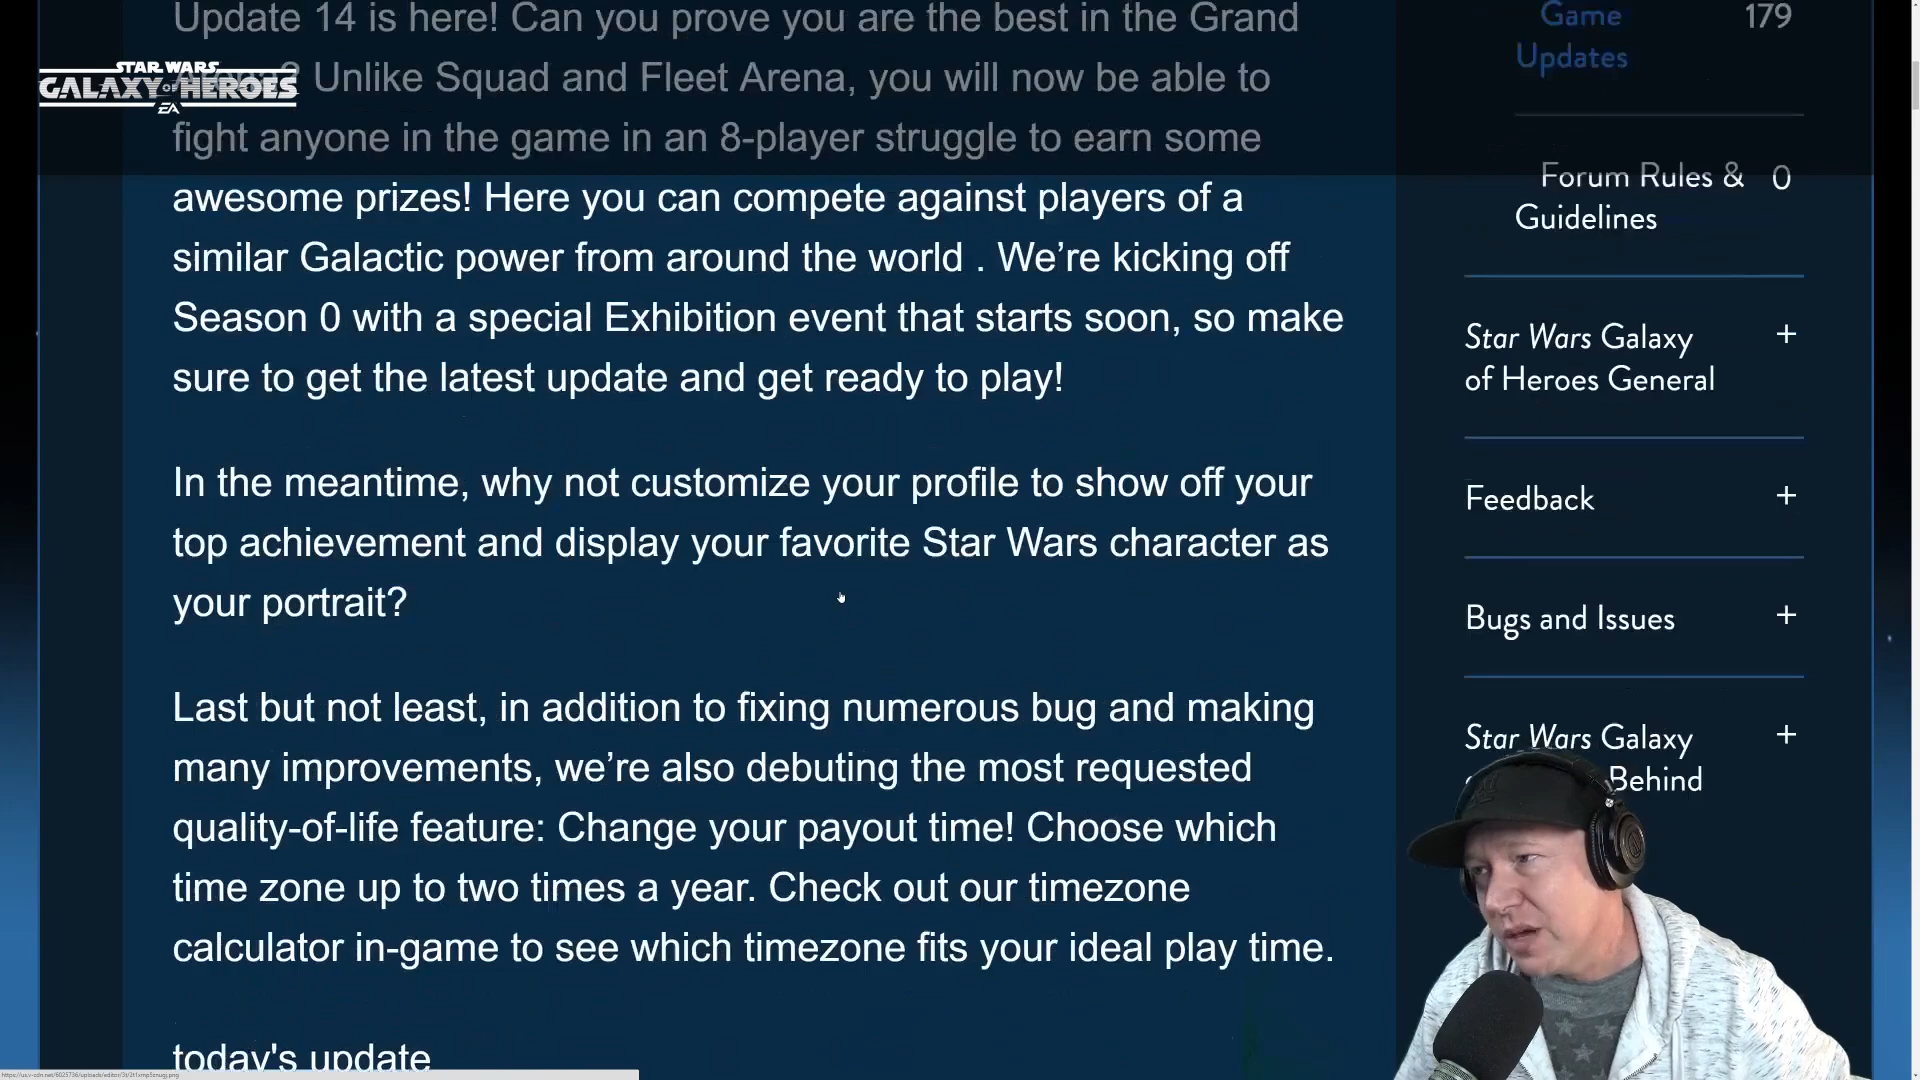 Update 14 is here! Can you prove you are the best in the Grand
Unlike Squad and Fleet Arena, you will now be able to
fight anyone in the game in an 8-player struggle to earn some
awesome prizes! Here you can compete against players of a
similar Galactic power from around the world . We’re kicking off
Season 0 with a special Exhibition event that starts soon, so make
sure to get the latest update and get ready to play!
In the meantime, why not customize your profile to show off your
top achievement and display your favorite Star Wars character as
your portrait?
Last but not least, in addition to fixing numerous bug and making
many improvements, we’re also debuting the most requested
quality-of-life feature: Change your payout time! Choose which
time zone up to two times a year. Check out our timezone
calculator in-game to see which timezone fits your ideal play time.
today's update
STAR WARS
GALAXY OF HEROES
EA
Game 179
Updates
Forum Rules & 0
Guidelines
Star Wars Galaxy +
of Heroes General
Feedback +
Bugs and Issues +
Star Wars Galaxy +
Behind